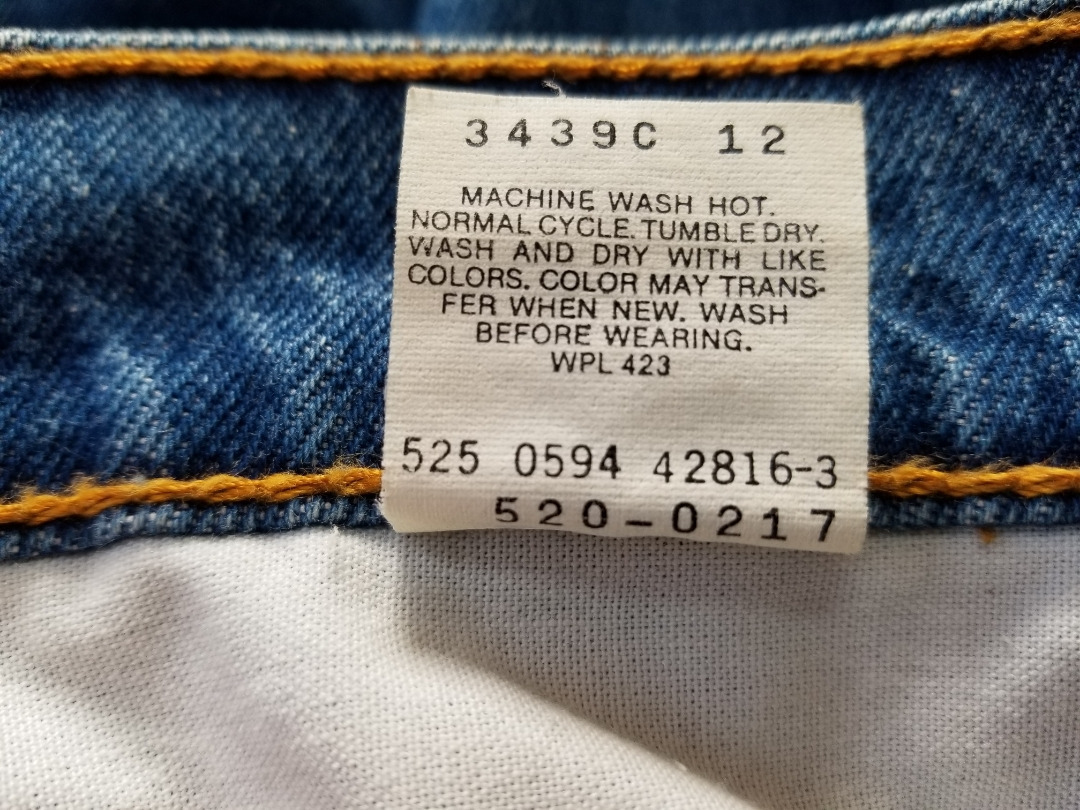 3439C 12
MACHINE WASH HOT.
NORMAL CYCLE. TUMBLE DRY.
WASH AND DRY WITH LIKE
COLORS. COLOR MAY TRANS-
FER WHEN NEW. WASH
BEFORE WEARING.
WPL 423
525 0594 42816-3
520-0217